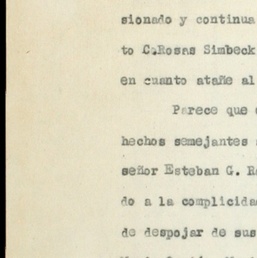 sionado y continua
to C.Rosas Simbeck
en cuanto atañe al
Parece que
hechos semejantes
señor Esteban G. R
do a la complicida
de despojar de sus